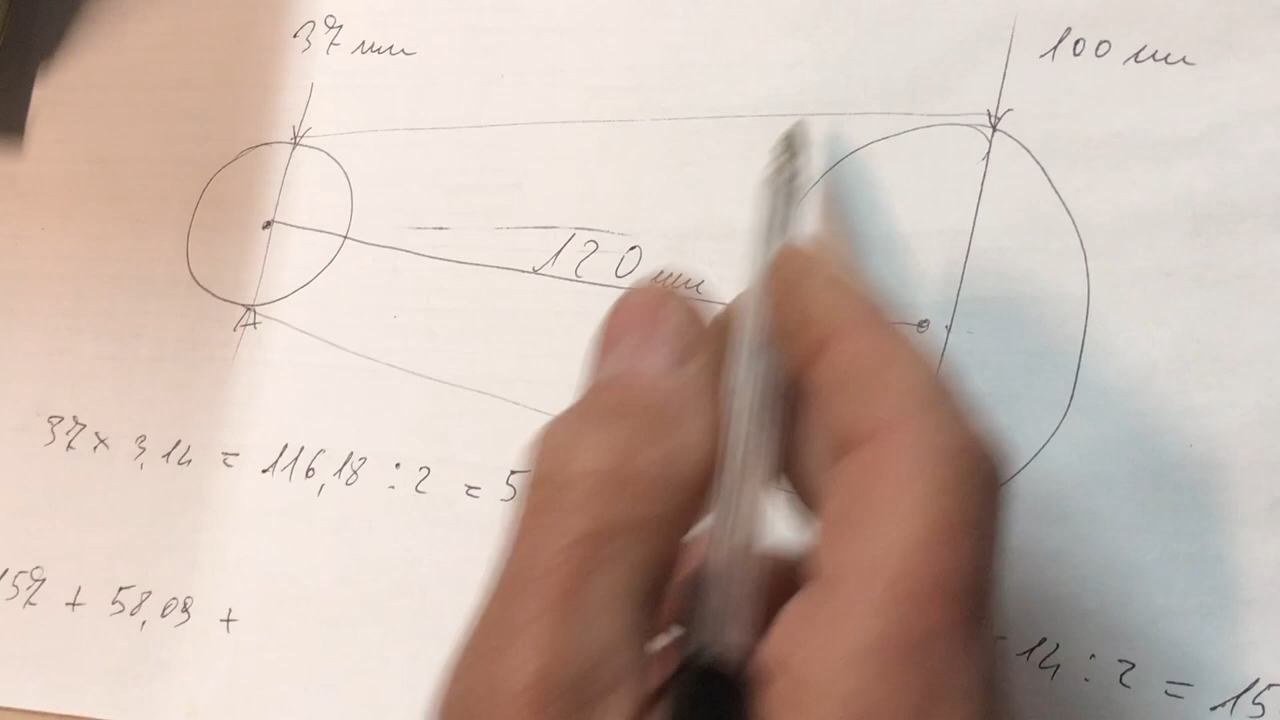 37 мм
100 мм
120 мм
A
37 x 3,14 = 116,18 : 2 = 5
157 + 58,09 +
14 : 2 = 15